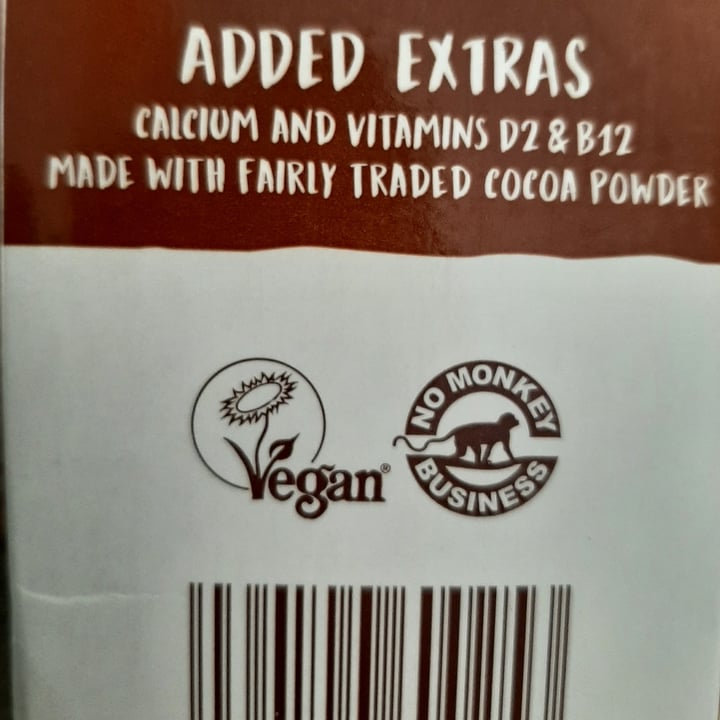 ADDED EXTRAS
CALCIUM AND VITAMINS D2 & B12
MADE WITH FAIRLY TRADED COCOA POWDER
Vegan®
NO MONKEY
BUSINESS